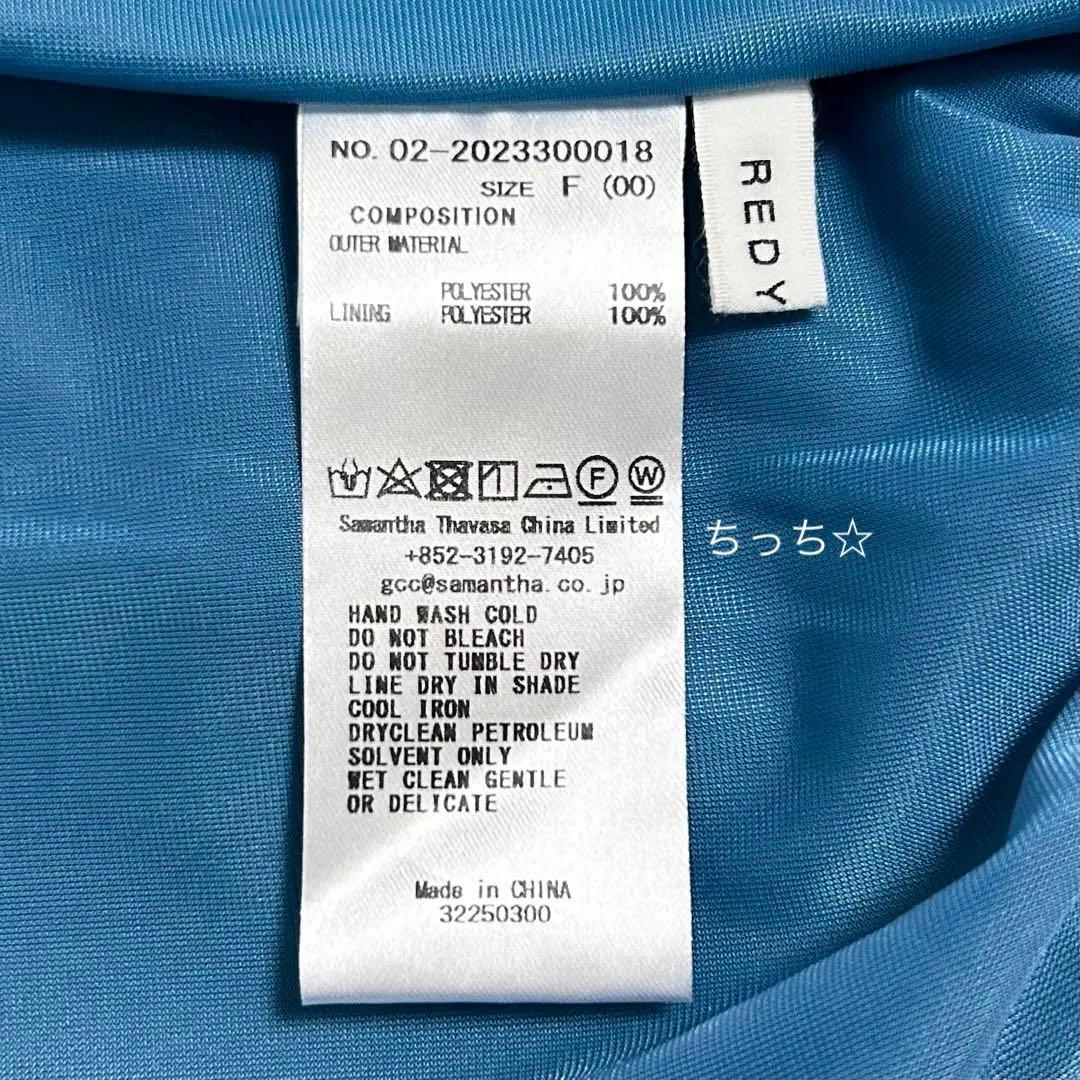 NO. 02-2023300018
SIZE F (00)
COMPOSITION
OUTER MATERIAL
POLYESTER 100%
LINING POLYESTER 100%
F W
Samantha Thavasa China Limited
+852-3192-7405
gcc@samantha.co.jp
HAND WASH COLD
DO NOT BLEACH
DO NOT TUMBLE DRY
LINE DRY IN SHADE
COOL IRON
DRYCLEAN PETROLEUM
SOLVENT ONLY
WET CLEAN GENTLE
OR DELICATE
Made in CHINA
32250300
REDY
ちっち☆